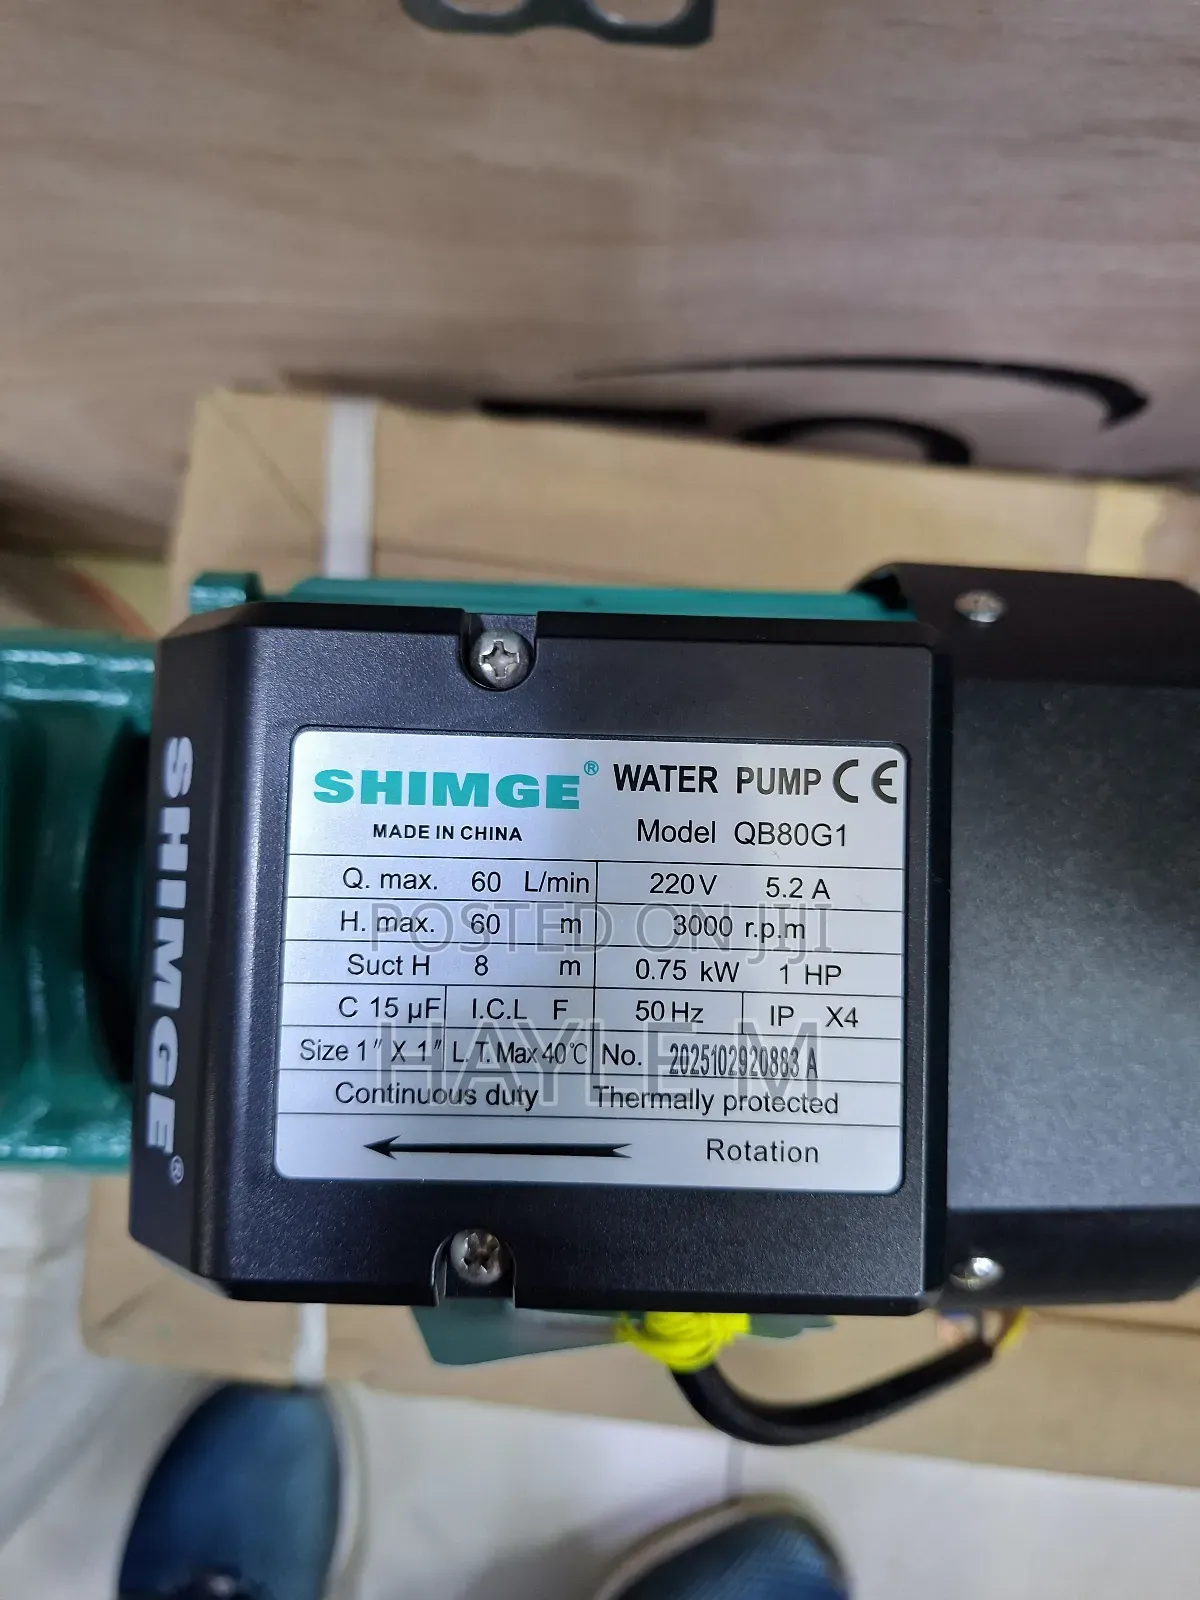 SHIMGE® WATER PUMP CE
MADE IN CHINA Model QB80G1
Q. max. 60 L/min 220V 5.2 A
H. max. 60 m 3000 r.p.m
Suct H 8 m 0.75 kW 1 HP
C 15 µF I.C.L F 50 Hz IP X4
Size 1″ X 1″ L. T. Max 40℃ No. 2025102920883 A
Continuous duty Thermally protected
Rotation
SHIMGE®
POSTED ON JIJI
HAYLE M